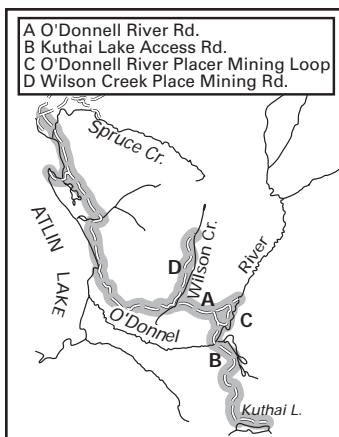 A O'Donnell River Rd.
B Kuthai Lake Access Rd.
C O'Donnell River Placer Mining Loop
D Wilson Creek Place Mining Rd.
Spruce Cr.
ATLIN LAKE
D
Wilson Cr.
River
A
C
O'Donnel
B
Kuthai L.